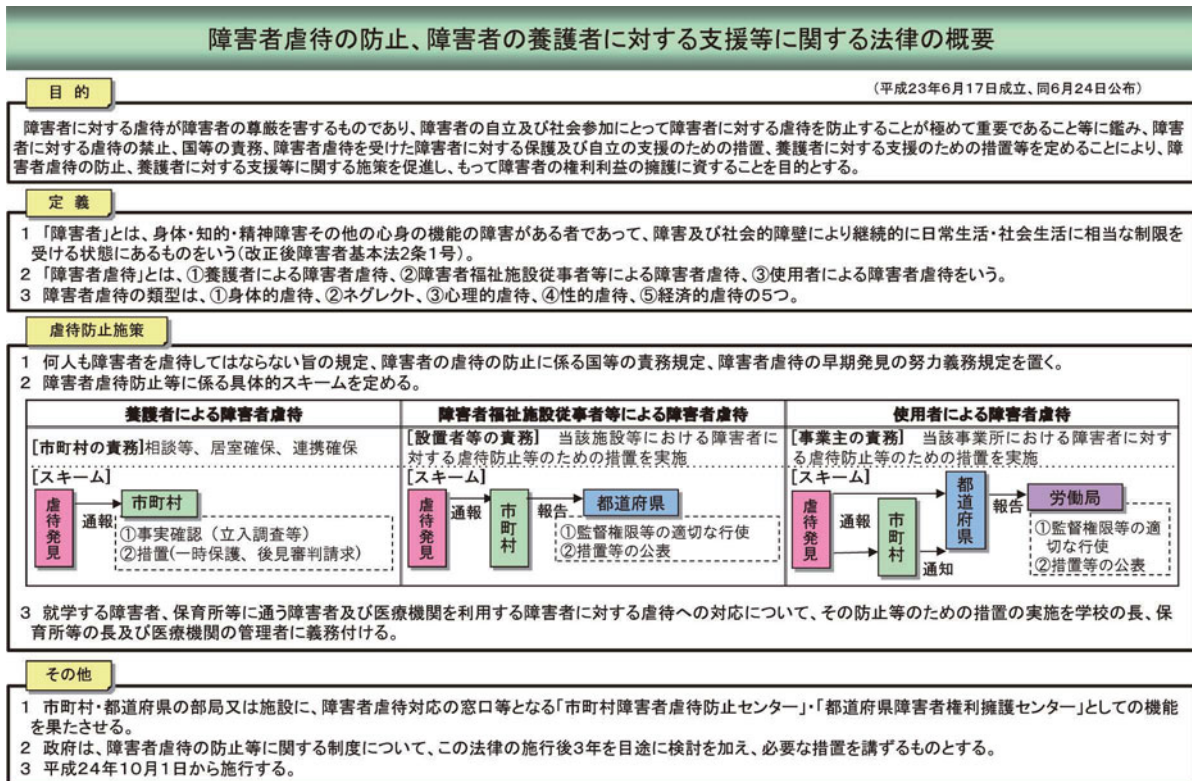 障害者虐待の防止、障害者の養護者に対する支援等に関する法律の概要
(平成23年6月17日成立、同6月24日公布)
目 的
障害者に対する虐待が障害者の尊厳を害するものであり、障害者の自立及び社会参加にとって障害者に対する虐待を防止することが極めて重要であること等に鑑み、障害
者に対する虐待の禁止、国等の責務、障害者虐待を受けた障害者に対する保護及び自立の支援のための措置、養護者に対する支援のための措置等を定めることにより、障
害者虐待の防止、養護者に対する支援等に関する施策を促進し、もって障害者の権利利益の擁護に資することを目的とする。
定 義
1 「障害者」とは、身体・知的・精神障害その他の心身の機能の障害がある者であって、障害及び社会的障壁により継続的に日常生活・社会生活に相当な制限を
受ける状態にあるものをいう(改正後障害者基本法2条1号)。
2 「障害者虐待」とは、①養護者による障害者虐待、②障害者福祉施設従事者等による障害者虐待、③使用者による障害者虐待をいう。
3 障害者虐待の類型は、①身体的虐待、②ネグレクト、③心理的虐待、④性的虐待、⑤経済的虐待の5つ。
虐待防止施策
1 何人も障害者を虐待してはならない旨の規定、障害者の虐待の防止に係る国等の責務規定、障害者虐待の早期発見の努力義務規定を置く。
2 障害者虐待防止等に係る具体的スキームを定める。
養護者による障害者虐待
[市町村の責務]相談等、居室確保、連携確保
[スキーム]
虐待発見
通報
市町村
①事実確認(立入調査等)
②措置(一時保護、後見審判請求)
障害者福祉施設従事者等による障害者虐待
[設置者等の責務] 当該施設等における障害者に
対する虐待防止等のための措置を実施
[スキーム]
虐待発見
通報
市町村
報告
都道府県
①監督権限等の適切な行使
②措置等の公表
使用者による障害者虐待
[事業主の責務] 当該事業所における障害者に対す
る虐待防止等のための措置を実施
[スキーム]
虐待発見
通報
市町村
通知
都道府県
報告
労働局
①監督権限等の適
切な行使
②措置等の公表
3 就学する障害者、保育所等に通う障害者及び医療機関を利用する障害者に対する虐待への対応について、その防止等のための措置の実施を学校の長、保
育所等の長及び医療機関の管理者に義務付ける。
その他
1 市町村・都道府県の部局又は施設に、障害者虐待対応の窓口等となる「市町村障害者虐待防止センター」・「都道府県障害者権利擁護センター」としての機能
を果たさせる。
2 政府は、障害者虐待の防止等に関する制度について、この法律の施行後3年を目途に検討を加え、必要な措置を講ずるものとする。
3 平成24年10月1日から施行する。